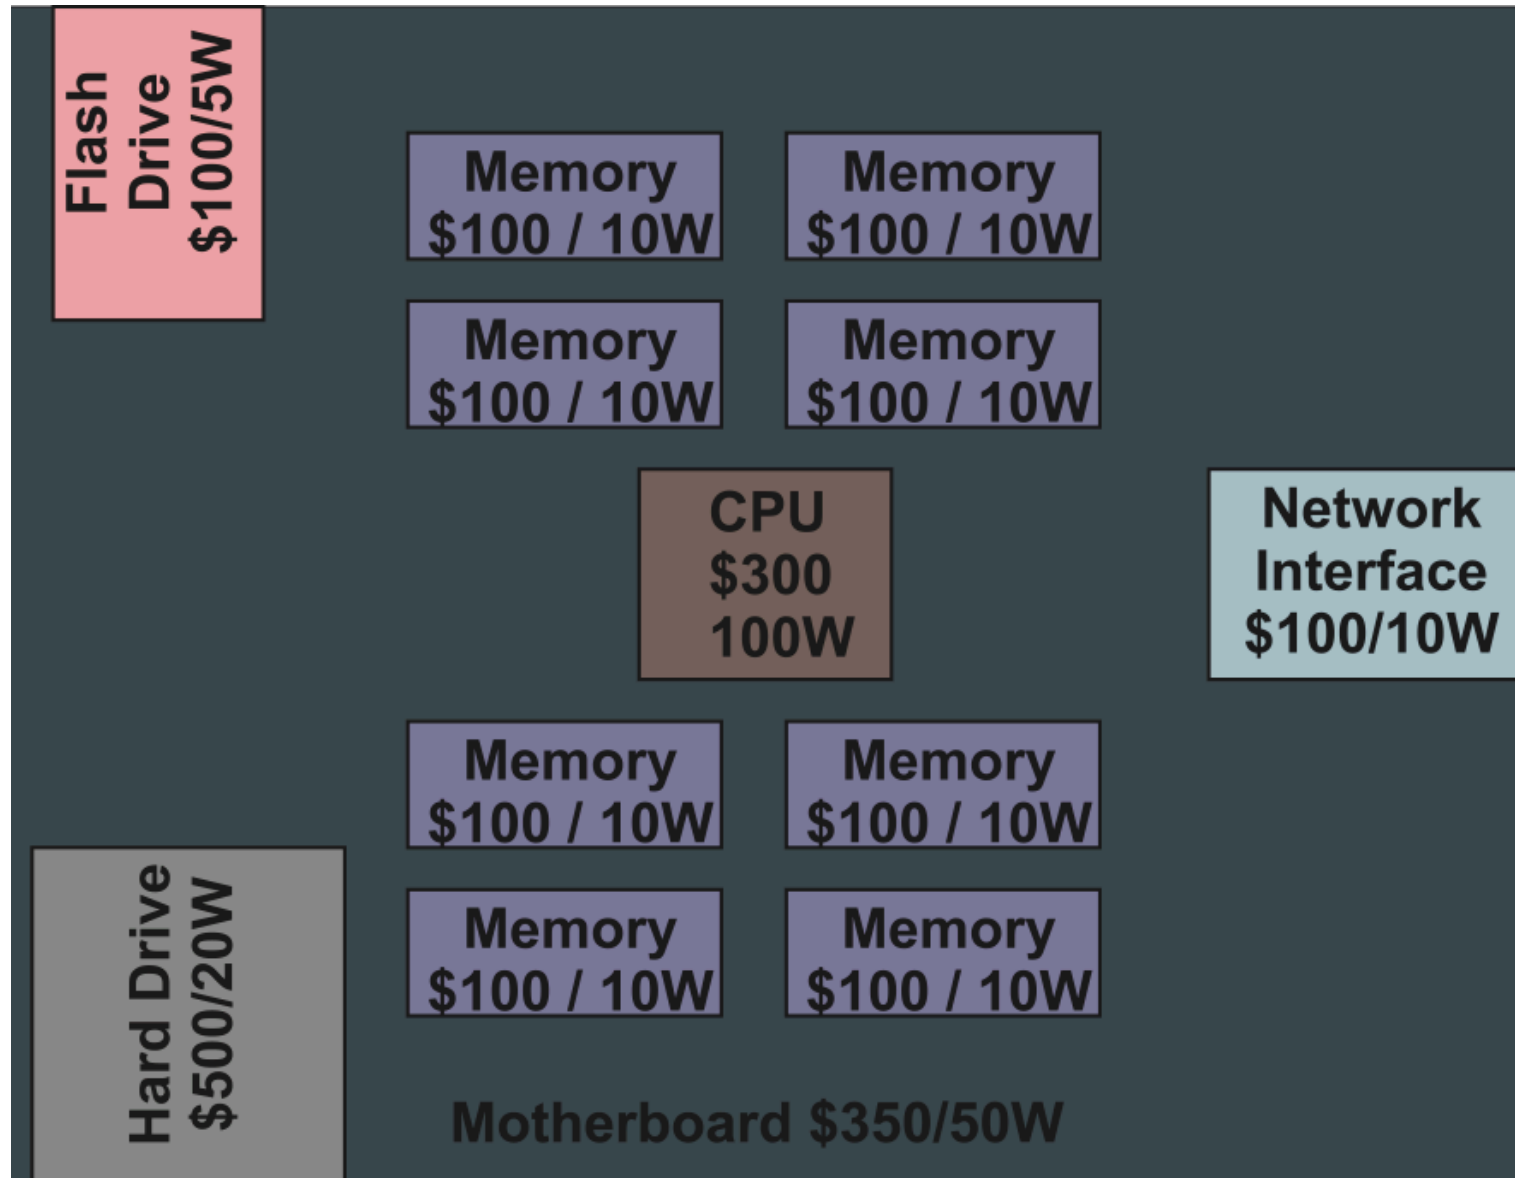 Flash
Drive
$100/5W
Memory
$100 / 10W
Memory
$100 / 10W
Memory
$100 / 10W
Memory
$100 / 10W
CPU
$300
100W
Network
Interface
$100/10W
Memory
$100 / 10W
Memory
$100 / 10W
Memory
$100 / 10W
Memory
$100 / 10W
Hard Drive
$500/20W
Motherboard $350/50W